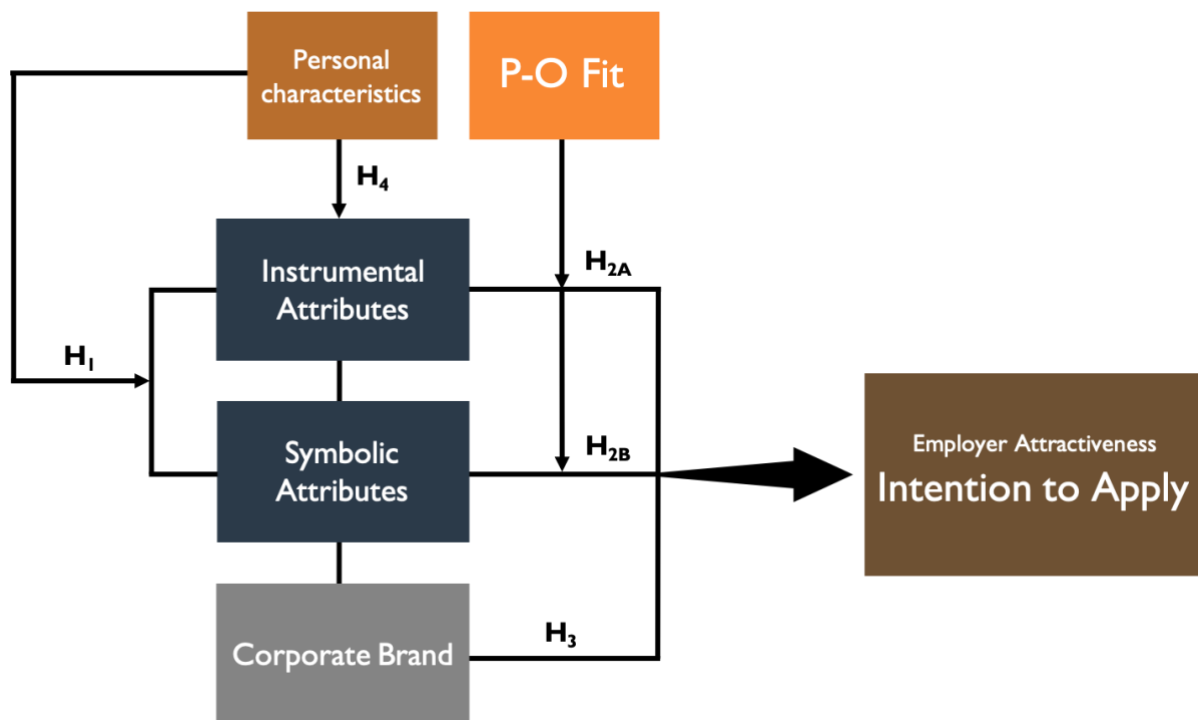 Personal
characteristics
P-O Fit
H4
Instrumental
Attributes
H2A
H1
Symbolic
Attributes
H2B
Employer Attractiveness
Intention to Apply
Corporate Brand
H3